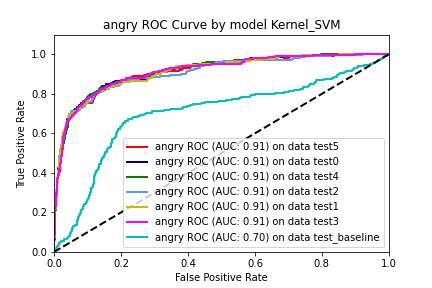 angry ROC Curve by model Kernel_SVM
True Positive Rate
1.0
0.8
0.6
0.4
0.2
0.0
angry ROC (AUC: 0.91) on data test5
angry ROC (AUC: 0.91) on data test0
angry ROC (AUC: 0.91) on data test4
angry ROC (AUC: 0.91) on data test2
angry ROC (AUC: 0.91) on data test1
angry ROC (AUC: 0.91) on data test3
angry ROC (AUC: 0.70) on data test_baseline
0.0 0.2 0.4 0.6 0.8 1.0
False Positive Rate